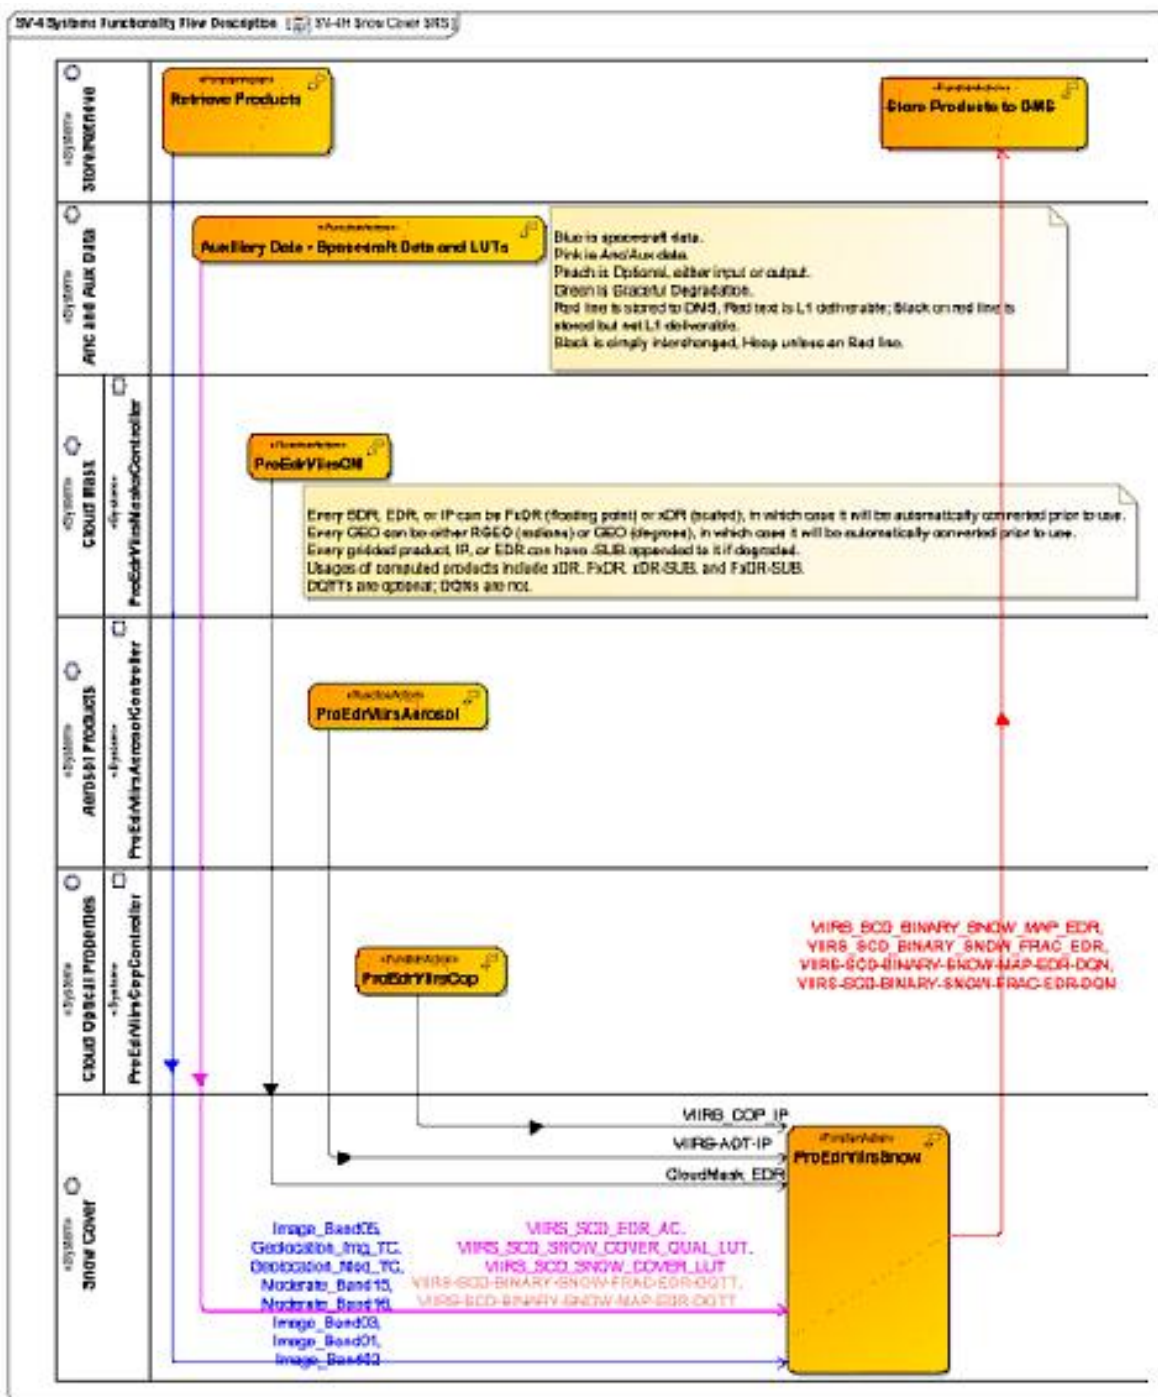 SV-4 Systems Functionality Flow Description [ SV-4H Snow Cover SRS ]
«System»
StoreRetrieve
«FunctionAction»
Retrieve Products
«FunctionAction»
Store Products to DMS
«System»
Anc and Aux Data
«FunctionAction»
Auxiliary Data - Spacecraft Data and LUTs
Blue is spacecraft data.
Pink is Anc/Aux data.
Peach is Optional, either input or output.
Green is Graceful Degradation.
Red line is stored to DMS, Red text is L1 deliverable; Black on red line is
stored but not L1 deliverable.
Black is simply interchanged, Heap unless on Red line.
«System»
Cloud Mask
«System»
ProEdrViirsMasksController
«FunctionAction»
ProEdrViirsCM
Every SDR, EDR, or IP can be FxDR (floating point) or xDR (scaled), in which case it will be automatically converted prior to use.
Every GEO can be either RGEO (radians) or GEO (degrees), in which case it will be automatically converted prior to use.
Every gridded product, IP, or EDR can have -SUB appended to it if degraded.
Usages of computed products include xDR, FxDR, xDR-SUB, and FxDR-SUB.
DQTTs are optional; DQNs are not.
«System»
Aerosol Products
«System»
ProEdrViirsAerosolController
«FunctionAction»
ProEdrViirsAerosol
«System»
Cloud Optical Properties
«System»
ProEdrViirsCopController
«FunctionAction»
ProEdrViirsCop
VIIRS_SCD_BINARY_SNOW_MAP_EDR,
VIIRS_SCD_BINARY_SNOW_FRAC_EDR,
VIIRS-SCD-BINARY-SNOW-MAP-EDR-DQN,
VIIRS-SCD-BINARY-SNOW-FRAC-EDR-DQN
«System»
Snow Cover
VIIRS_COP_IP
VIIRS-AOT-IP
CloudMask_EDR
«FunctionAction»
ProEdrViirsSnow
Image_Band05,
Geolocation_Img_TC,
Geolocation_Mod_TC,
Moderate_Band15,
Moderate_Band16,
Image_Band03,
Image_Band01,
Image_Band02
VIIRS_SCD_EDR_AC,
VIIRS_SCD_SNOW_COVER_QUAL_LUT,
VIIRS_SCD_SNOW_COVER_LUT
VIIRS-SCD-BINARY-SNOW-FRAC-EDR-DQTT,
VIIRS-SCD-BINARY-SNOW-MAP-EDR-DQTT